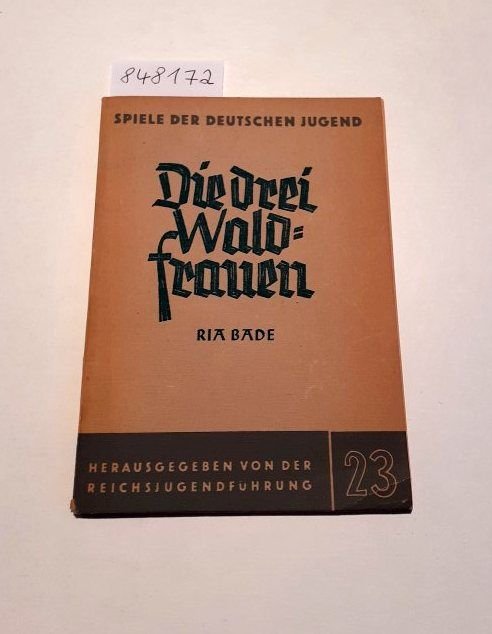 848172
SPIELE DER DEUTSCHEN JUGEND
Die drei
Wald=
frauen
RIA BADE
HERAUSGEGEBEN VON DER
REICHSJUGENDFÜHRUNG
23